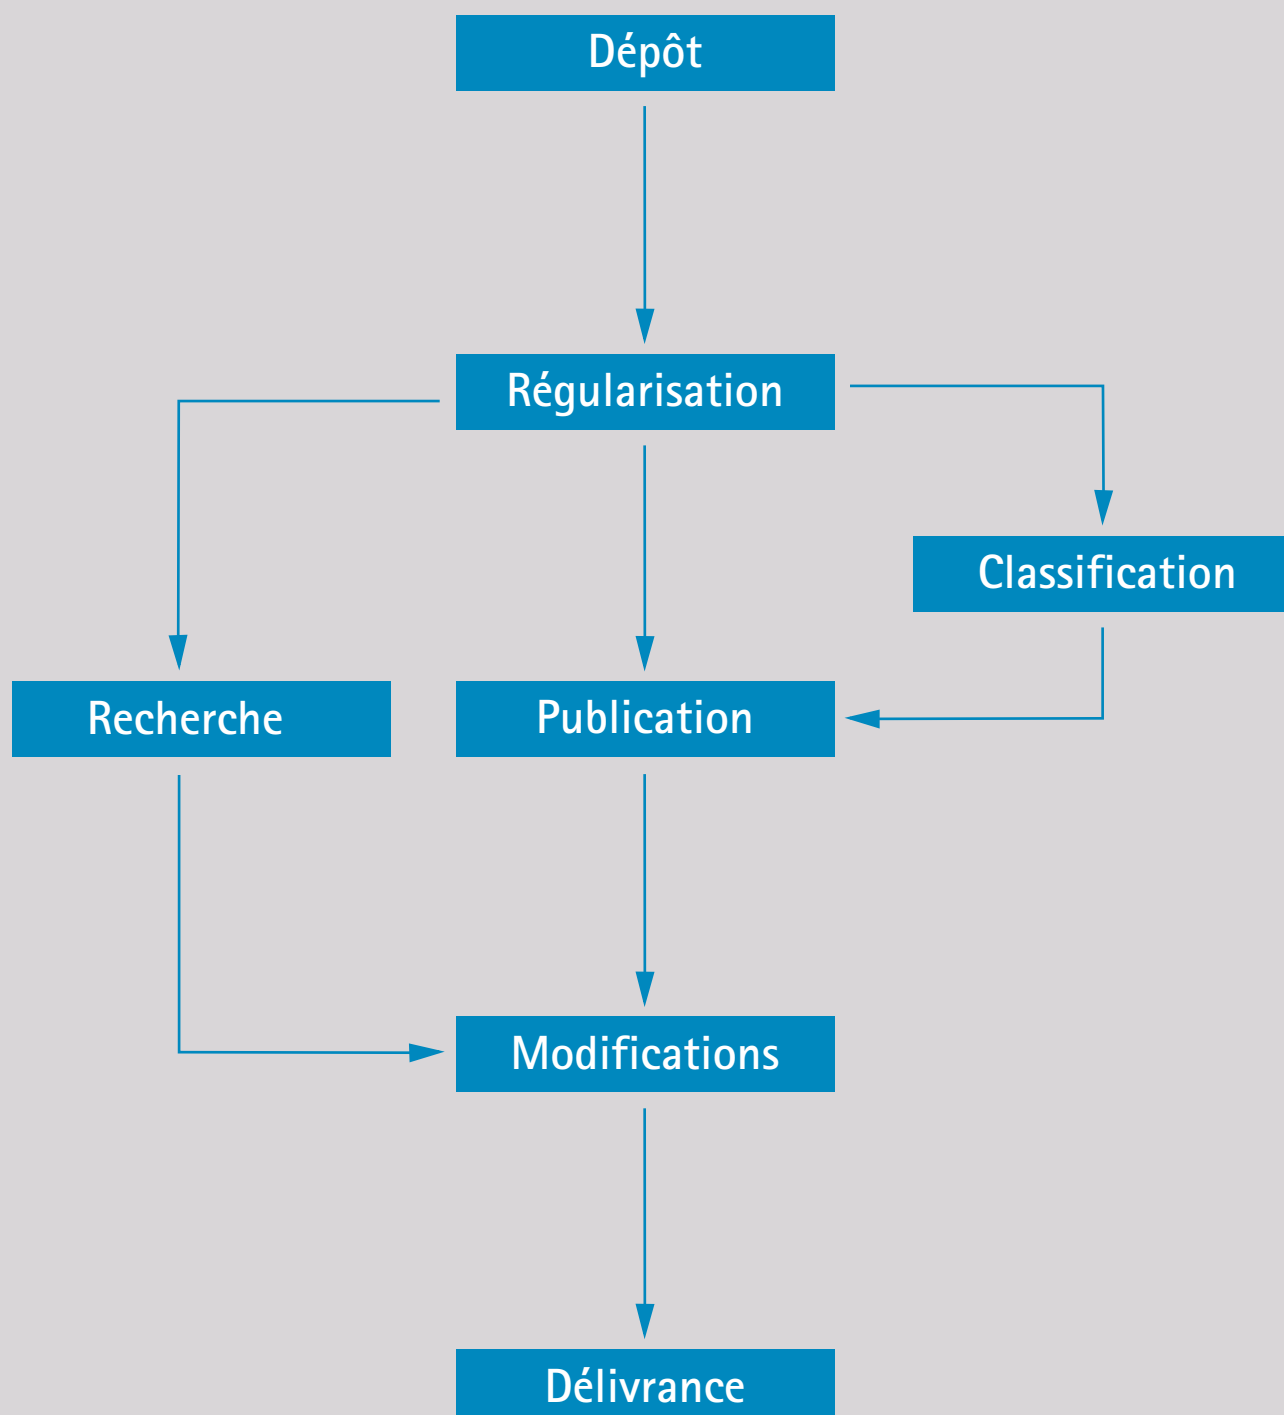 Dépôt
Régularisation
Classification
Recherche
Publication
Modifications
Délivrance